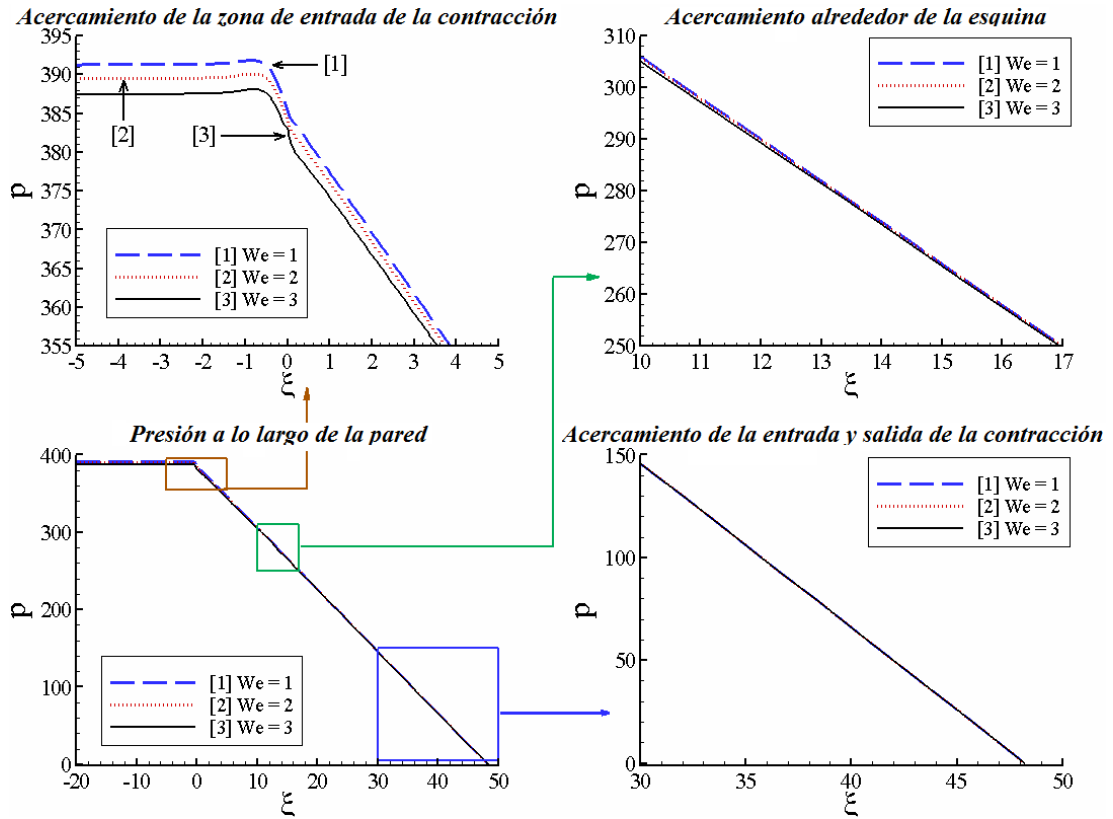 Acercamiento de la zona de entrada de la contracción
395
390
385
380
375
370
365
360
355
p
[1]
[2]
[3]
[1] We = 1
[2] We = 2
[3] We = 3
-5 -4 -3 -2 -1 0 1 2 3 4 5
ξ
Acercamiento alrededor de la esquina
310
300
290
280
270
260
250
p
[1] We = 1
[2] We = 2
[3] We = 3
10 11 12 13 14 15 16 17
ξ
Presión a lo largo de la pared
400
300
200
100
0
p
[1] We = 1
[2] We = 2
[3] We = 3
-20 -10 0 10 20 30 40 50
ξ
Acercamiento de la entrada y salida de la contracción
150
100
50
0
p
[1] We = 1
[2] We = 2
[3] We = 3
30 35 40 45 50
ξ